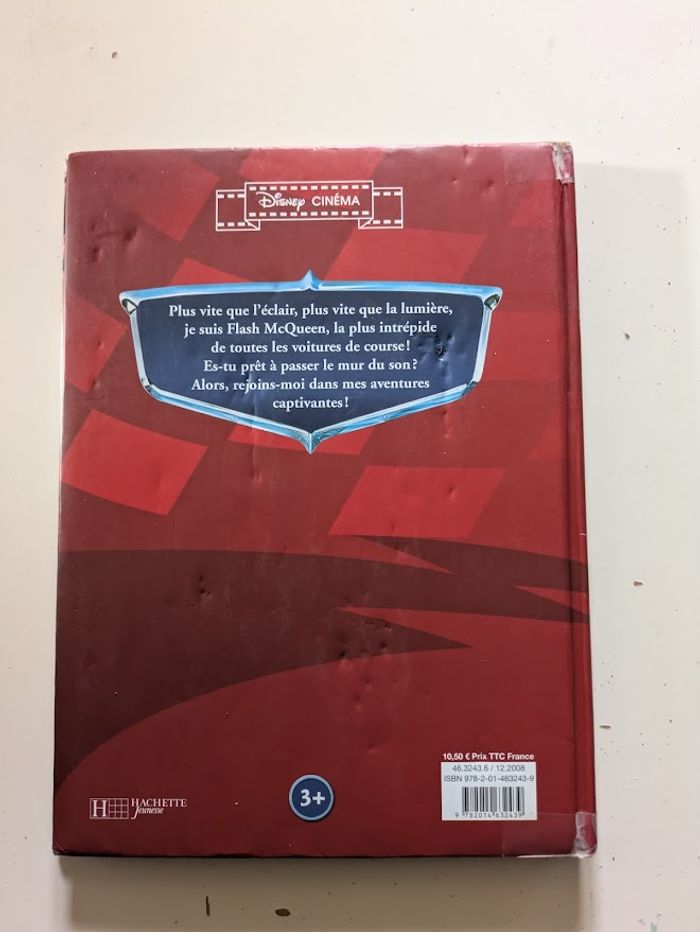 Disney CINÉMA
Plus vite que l'éclair, plus vite que la lumière,
je suis Flash McQueen, la plus intrépide
de toutes les voitures de course !
Es-tu prêt à passer le mur du son ?
Alors, rejoins-moi dans mes aventures
captivantes !
10,50 € Prix TTC France
46.3243.6 / 12.2008
ISBN 978-2-01-463243-9
9 782014 632439
3+
H HACHETTE
Jeunesse